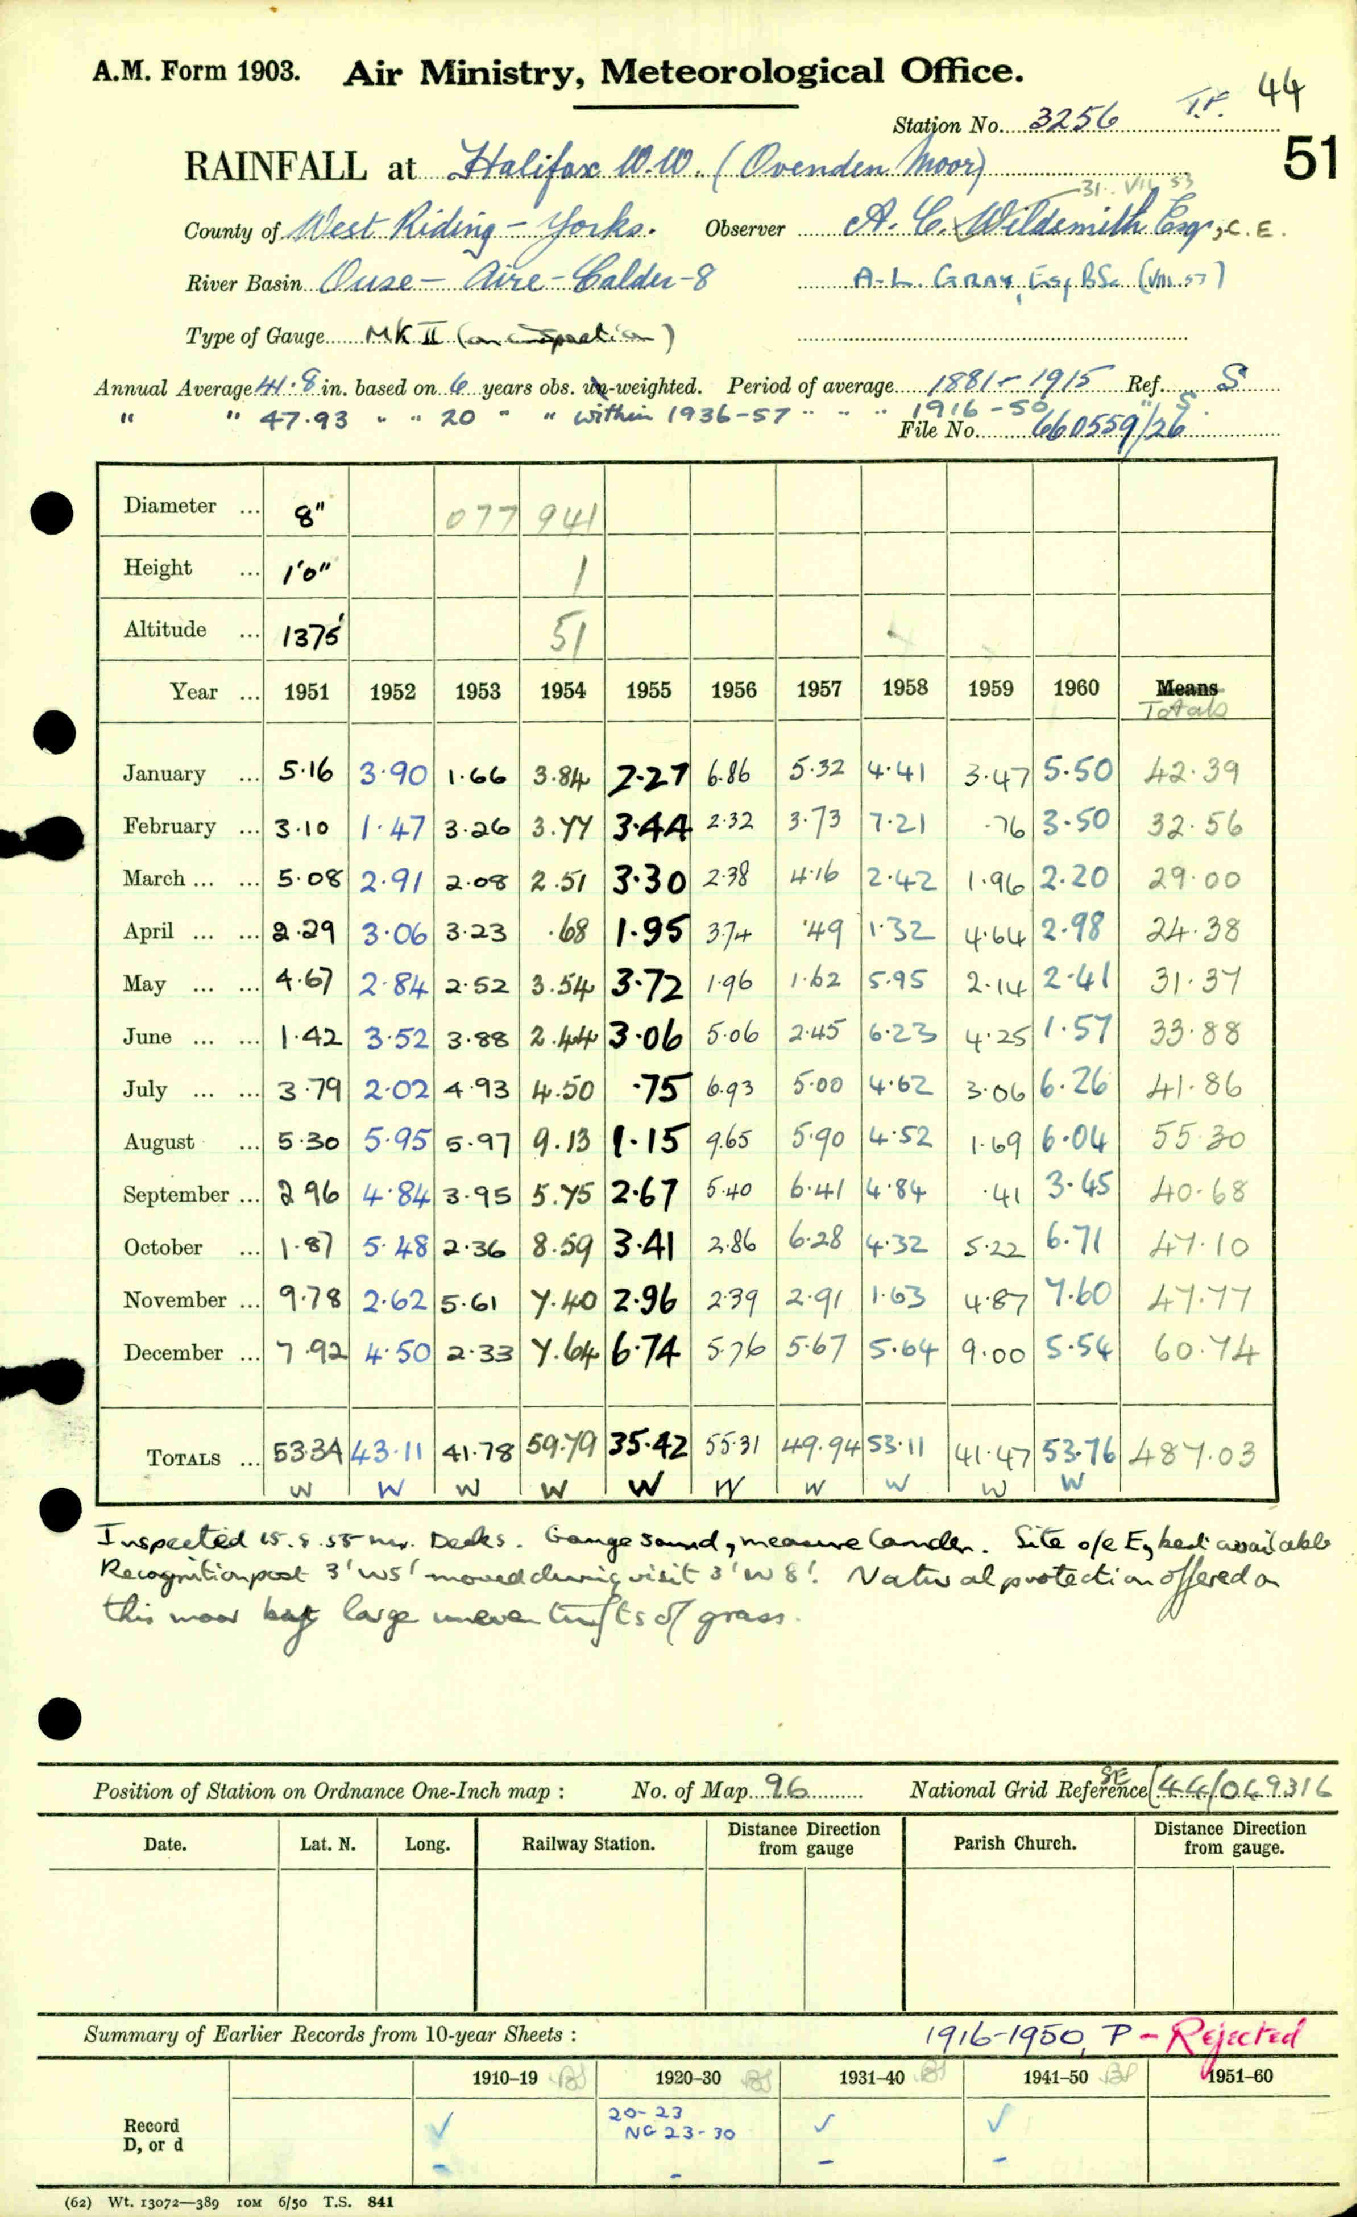 A.M. Form 1903. Air Ministry, Meteorological Office.
44
Station No. 3256 T.P.
51
RAINFALL at Halifax W.W. (Ovenden Moor)
31. VII 53
County of West Riding - Yorks. Observer A. C. Wildsmith Esqr, C.E.
River Basin Ouse - Aire - Calder - 8 A. L. GRAY, Esq BSc (VIII.53)
Type of Gauge MK II (on inspection)
Annual Average 41.8 in. based on 6 years obs. un-weighted. Period of average 1881-1915 Ref. S
" " 47.93 " " 20 " " within 1936-57 " " " 1916-50 " S.
File No. 660559/26
Diameter ... 8" 077 941
Height ... 1'0" 1
Altitude ... 1375' 51
Year ... 1951 1952 1953 1954 1955 1956 1957 1958 1959 1960 Means
Totals
January ... 5.16 3.90 1.66 3.84 2.27 6.86 5.32 4.41 3.47 5.50 42.39
February ... 3.10 1.47 3.26 3.77 3.44 2.32 3.73 7.21 .76 3.50 32.56
March ... ... 5.08 2.91 2.08 2.51 3.30 2.38 4.16 2.42 1.96 2.20 29.00
April ... ... 2.29 3.06 3.23 .68 1.95 3.74 .49 1.32 4.64 2.98 24.38
May ... ... 4.67 2.84 2.52 3.54 3.72 1.96 1.62 5.95 2.14 2.41 31.37
June ... ... 1.42 3.52 3.88 2.44 3.06 5.06 2.45 6.23 4.25 1.57 33.88
July ... ... 3.79 2.02 4.93 4.50 .75 6.93 5.00 4.62 3.06 6.26 41.86
August ... 5.30 5.95 5.97 9.13 1.15 9.65 5.90 4.52 1.69 6.04 55.30
September ... 2.96 4.84 3.95 5.75 2.67 5.40 6.41 4.84 .41 3.45 40.68
October ... 1.87 5.48 2.36 8.59 3.41 2.86 6.28 4.32 5.22 6.71 47.10
November ... 9.78 2.62 5.61 7.40 2.96 2.39 2.91 1.63 4.87 7.60 47.77
December ... 7.92 4.50 2.33 7.64 6.74 5.76 5.67 5.64 9.00 5.54 60.74
TOTALS ... 53.34 43.11 41.78 59.79 35.42 55.31 49.94 53.11 41.47 53.76 487.03
W W W W W W W W W W
Inspected 15.8.55 Mr. Deeks. Gauge sound, measure Camden. Site o/e E, best available
Recognition post 3' W5' moved during visit 3' W 8'. Natural protection offered on
this moor by large uneven tufts of grass.
Position of Station on Ordnance One-Inch map : No. of Map 96 National Grid Reference SE (44/049316
Date. Lat. N. Long. Railway Station. Distance from Direction gauge Parish Church. Distance from Direction gauge.
Summary of Earlier Records from 10-year Sheets : 1916-1950, P - Rejected
1910-19 1920-30 1931-40 1941-50 1951-60
Record
D, or d
✓ 20-23 ✓ ✓
NG 23-30
- - - -
(62) Wt. 13072—389 10M 6/50 T.S. 841